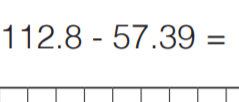 112.8 - 57.39 =